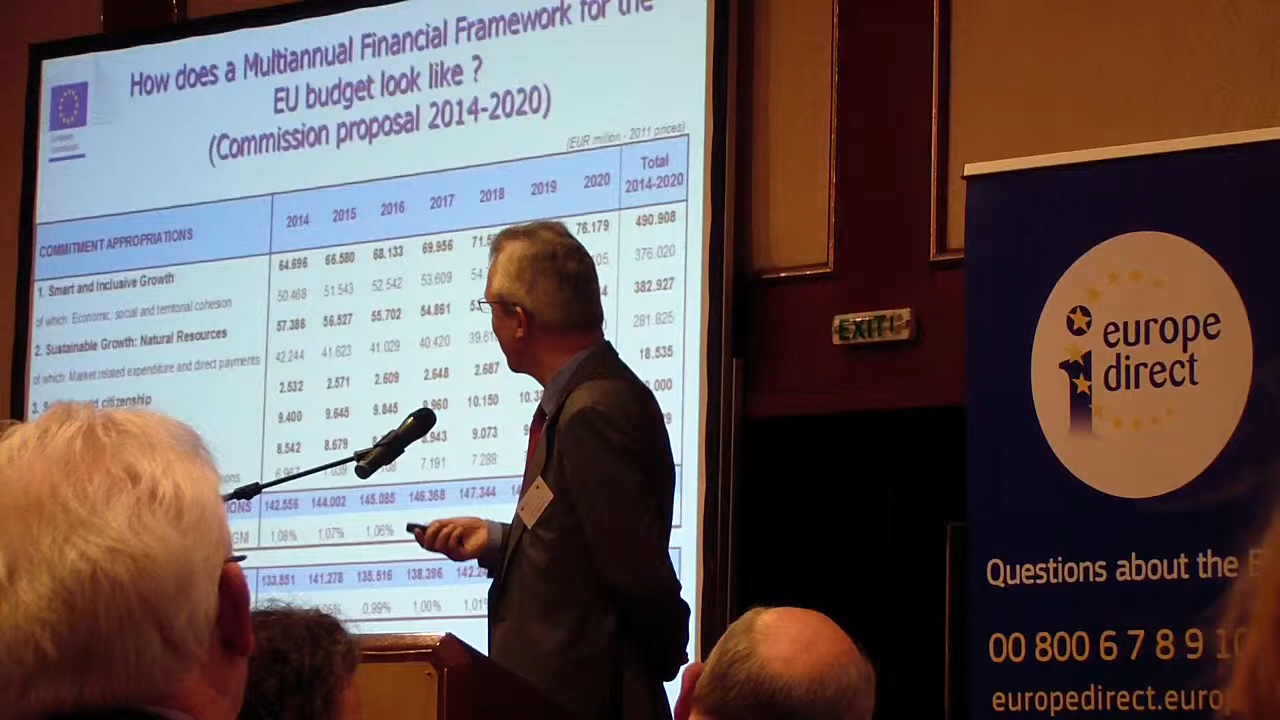 How does a Multiannual Financial Framework for the
EU budget look like ?
(Commission proposal 2014-2020)
European
Commission
(EUR million - 2011 prices)
COMMITMENT APPROPRIATIONS 2014 2015 2016 2017 2018 2019 2020 Total 2014-2020
1. Smart and Inclusive Growth 64.696 66.580 68.133 69.956 76.179 490.908
of which: Economic, social and territorial cohesion 50.468 51.543 52.542 53.609 376.020
2. Sustainable Growth: Natural Resources 57.386 56.527 55.702 54.861 382.927
of which: Market related expenditure and direct payments 42.244 41.623 41.029 40.420 281.825
3. citizenship 2.532 2.571 2.609 2.648 2.687 18.535
9.400 9.645 9.845 9.960 10.150
8.542 8.679 9.073
7.191 7.288
142.556 144.002 145.085 146.368 147.344
GNI 1,08% 1,07% 1,06%
133.851 141.278 135.516 138.396
0,99% 1,00%
EXIT
europe
direct
Questions about the
00 800 6 7 8 9 10
europedirect.euro